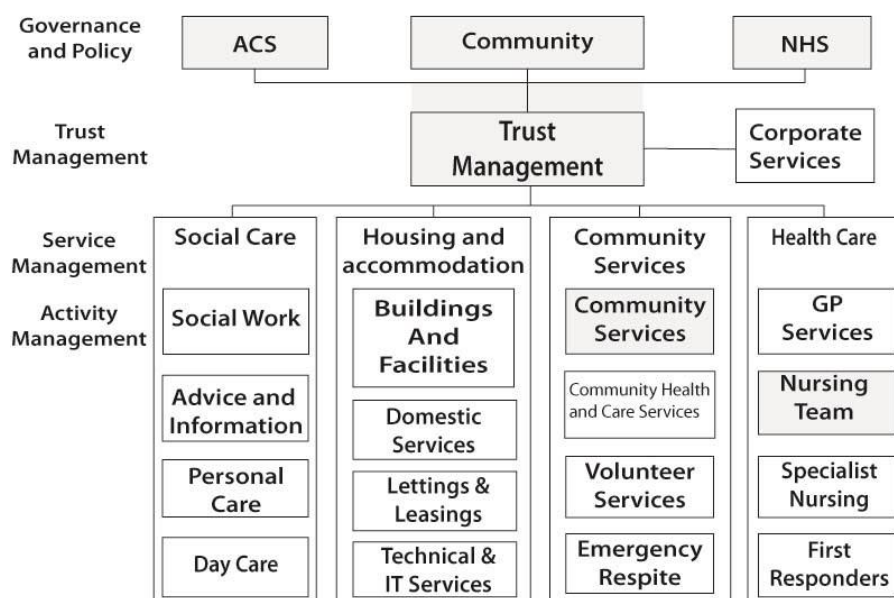 Governance
and Policy
ACS
Community
NHS
Trust
Management
Trust
Management
Corporate
Services
Service
Management
Social Care
Housing and
accommodation
Community
Services
Health Care
Activity
Management
Social Work
Buildings
And
Facilities
Community
Services
GP
Services
Advice and
Information
Domestic
Services
Community Health
and Care Services
Nursing
Team
Personal
Care
Lettings &
Leasings
Volunteer
Services
Specialist
Nursing
Day Care
Technical &
IT Services
Emergency
Respite
First
Responders